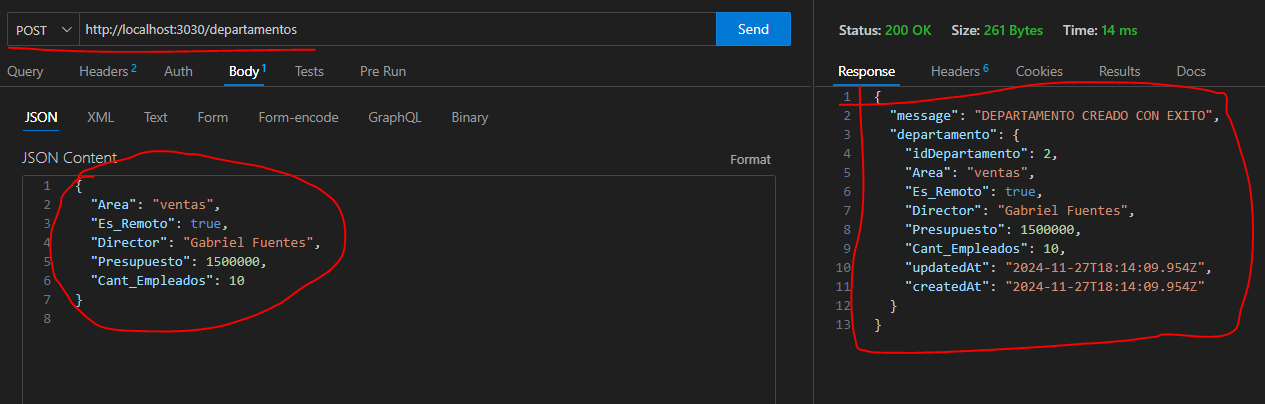 POST http://localhost:3030/departamentos Send
Query Headers 2 Auth Body 1 Tests Pre Run
JSON XML Text Form Form-encode GraphQL Binary
JSON Content Format
1 {
2 "Area": "ventas",
3 "Es_Remoto": true,
4 "Director": "Gabriel Fuentes",
5 "Presupuesto": 1500000,
6 "Cant_Empleados": 10
7 }
8
Status: 200 OK Size: 261 Bytes Time: 14 ms
Response Headers 6 Cookies Results Docs
1 {
2 "message": "DEPARTAMENTO CREADO CON EXITO",
3 "departamento": {
4 "idDepartamento": 2,
5 "Area": "ventas",
6 "Es_Remoto": true,
7 "Director": "Gabriel Fuentes",
8 "Presupuesto": 1500000,
9 "Cant_Empleados": 10,
10 "updatedAt": "2024-11-27T18:14:09.954Z",
11 "createdAt": "2024-11-27T18:14:09.954Z"
12 }
13 }